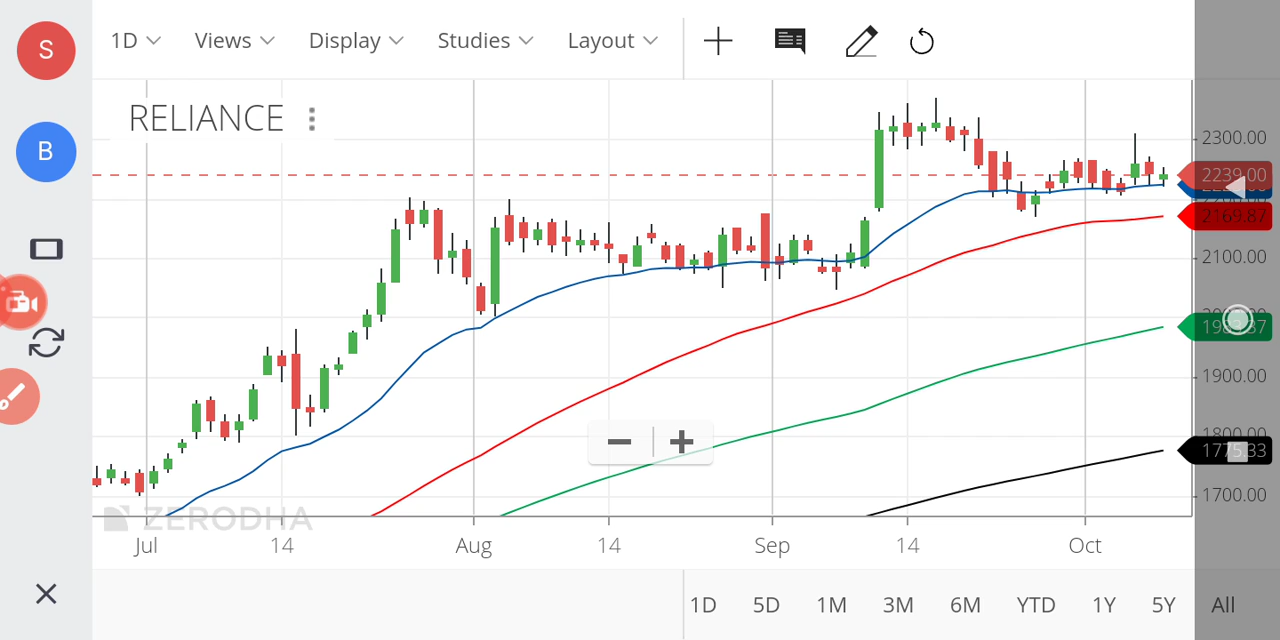 S
1D Views Display Studies Layout
RELIANCE
B
2300.00
2239.00
2169.87
2100.00
1900.00
1800.00
1775.33
1700.00
ZERODHA
Jul 14 Aug 14 Sep 14 Oct
1D 5D 1M 3M 6M YTD 1Y 5Y All